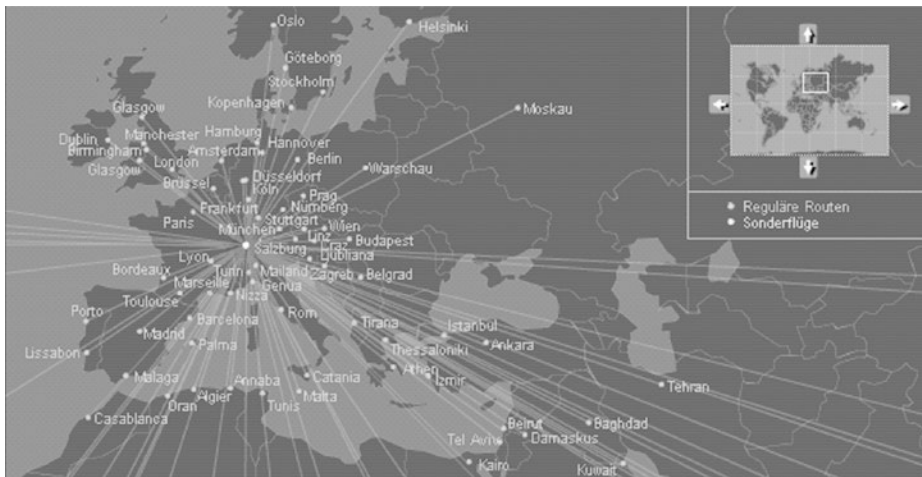 Oslo
Helsinki
Göteborg
Stockholm
Kopenhagen
Moskau
Glasgow
Dublin
Manchester
Hamburg
Hannover
Birmingham
Amsterdam
Berlin
London
Glasgow
Warschau
Düsseldorf
Brüssel
Köln
Prag
Frankfurt
Nürnberg
Paris
Stuttgart
München
Wien
Linz
Salzburg
Graz
Budapest
Lyon
Ljubliana
Bordeaux
Turin
Mailand
Zagreb
Belgrad
Marseille
Genua
Toulouse
Nizza
Porto
Barcelona
Rom
Tirana
Istanbul
Madrid
Palma
Thessaloniki
Ankara
Lissabon
Athen
Malaga
Annaba
Catania
Izmir
Tehran
Oran
Algier
Tunis
Malta
Casablanca
Beirut
Baghdad
Tel Aviv
Damaskus
Kairo
Kuwait
Reguläre Routen
Sonderflüge